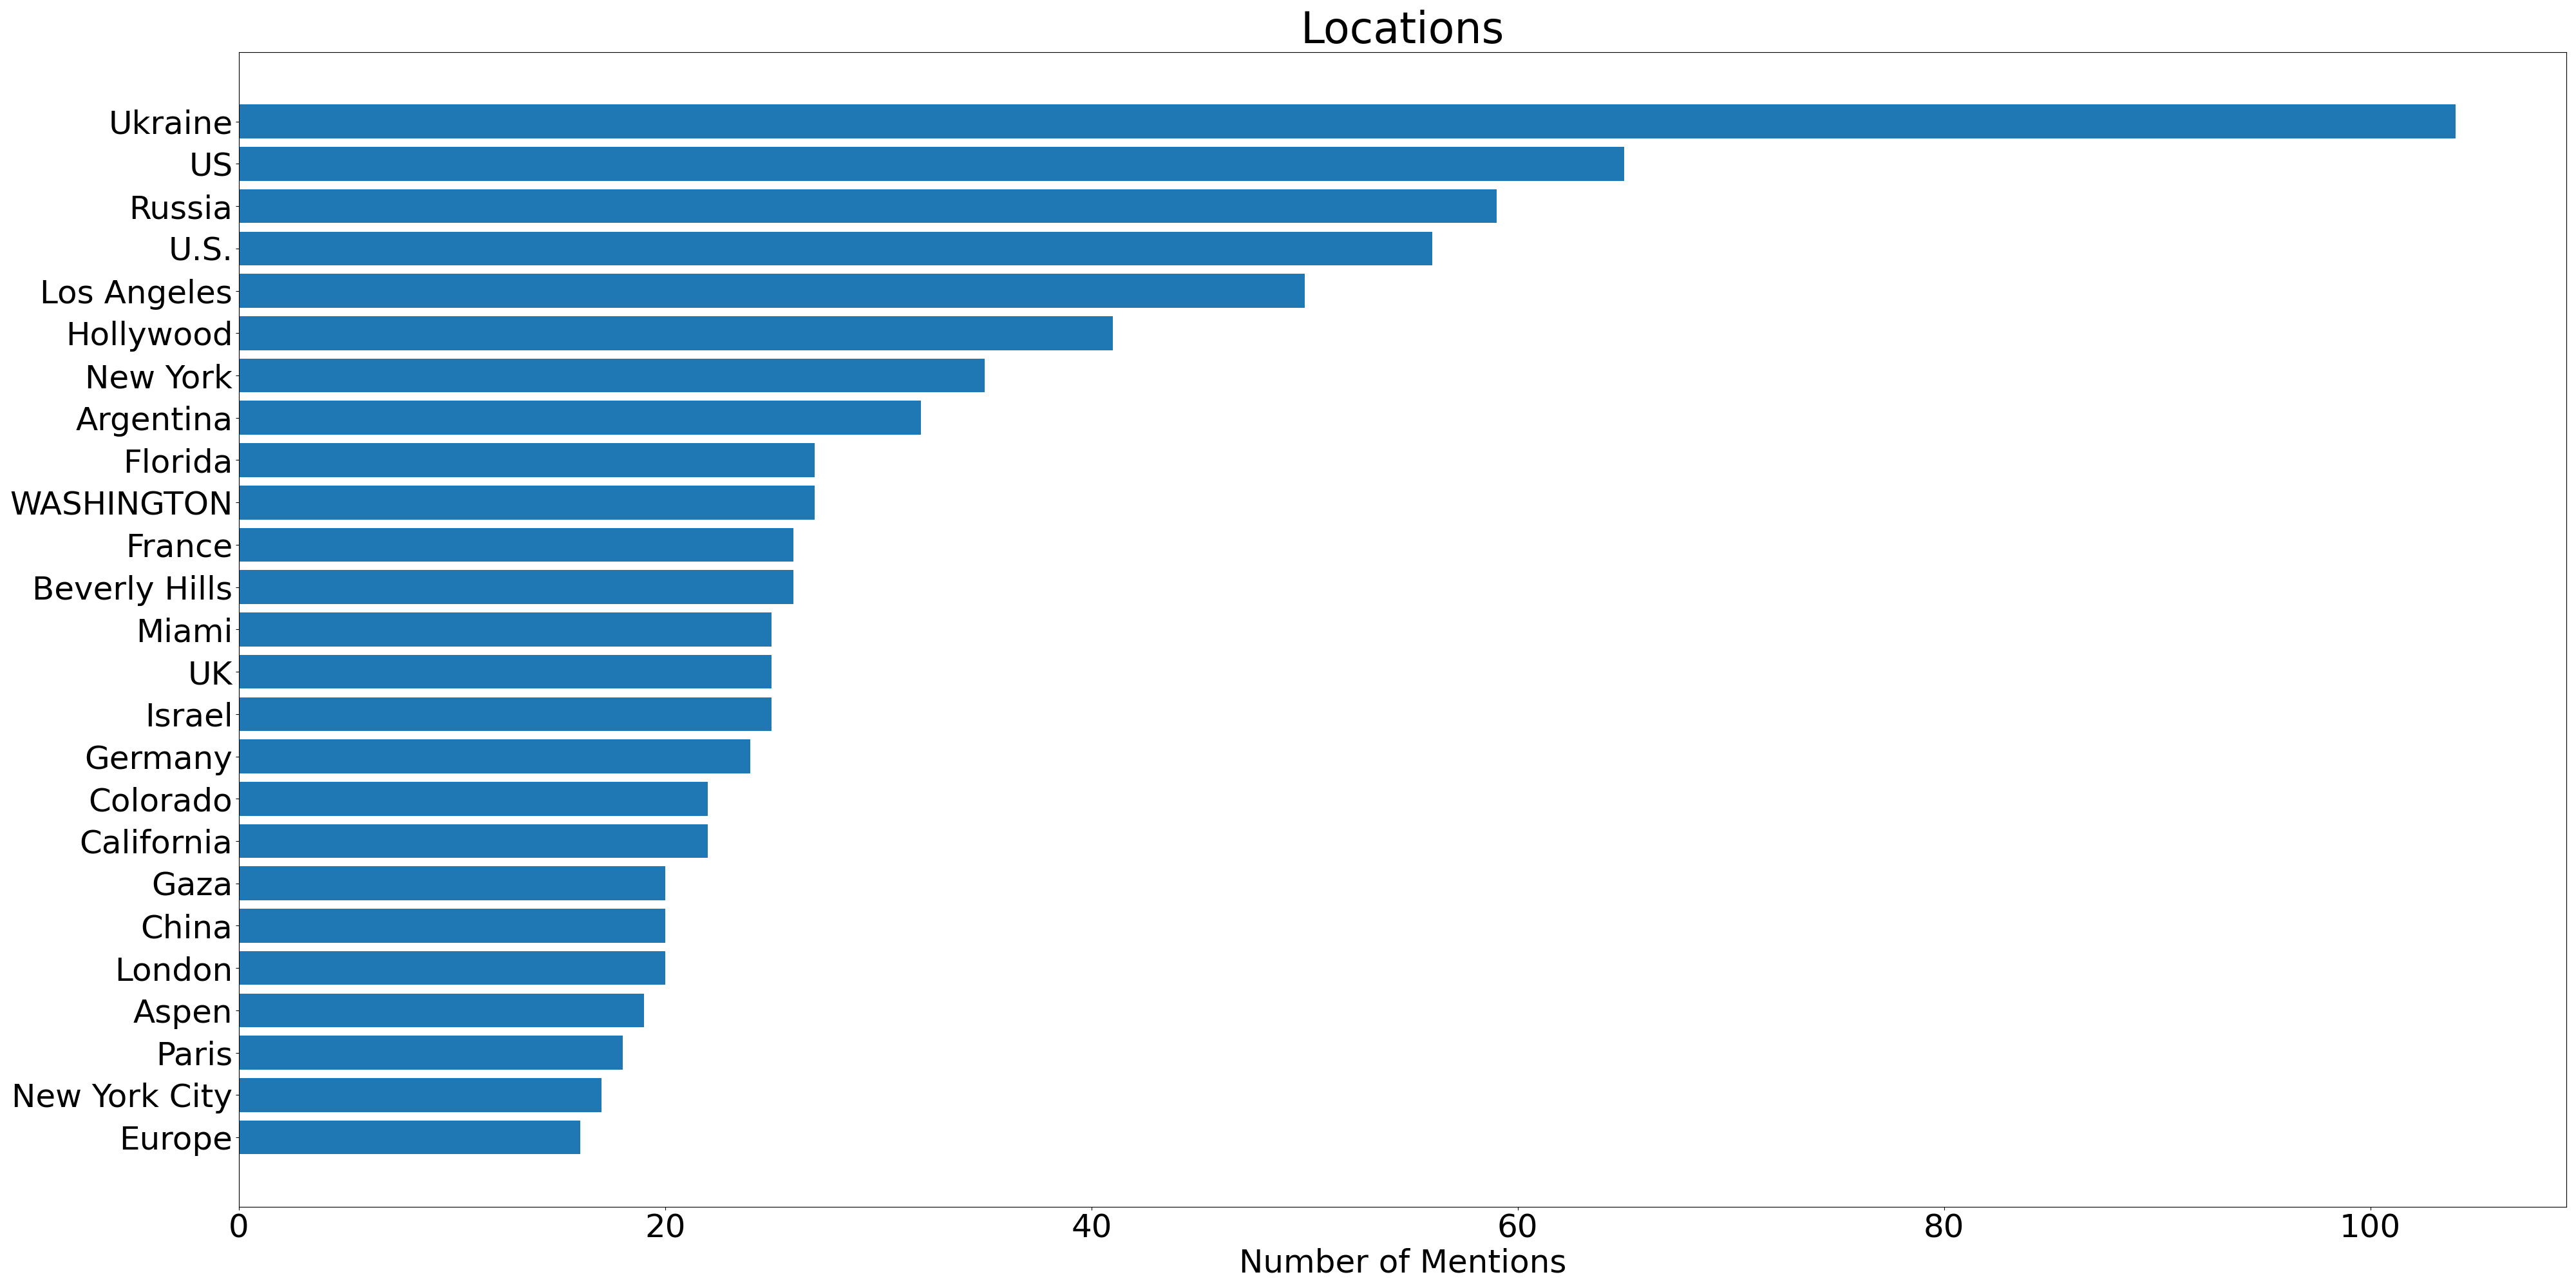 Locations
Ukraine
US
Russia
U.S.
Los Angeles
Hollywood
New York
Argentina
Florida
WASHINGTON
France
Beverly Hills
Miami
UK
Israel
Germany
Colorado
California
Gaza
China
London
Aspen
Paris
New York City
Europe
0 20 40 60 80 100
Number of Mentions